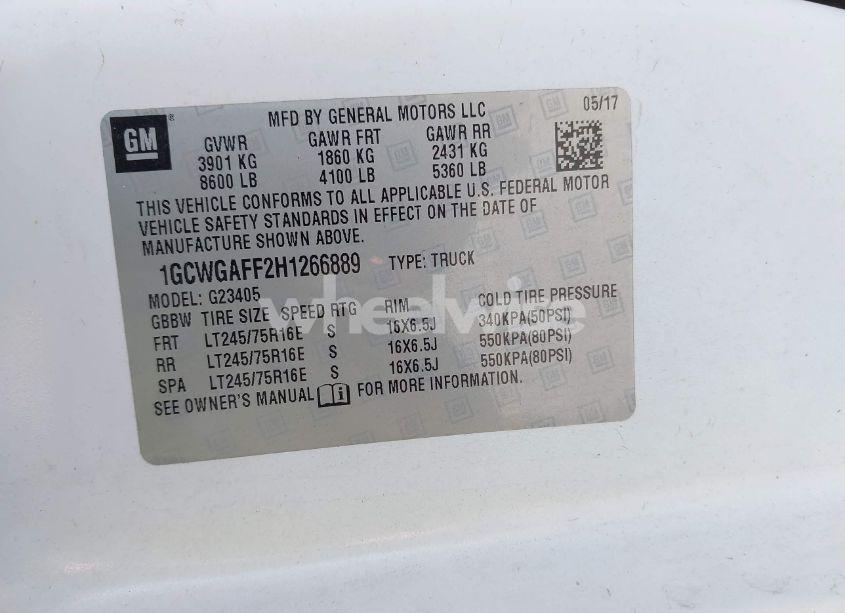 GM
®
MFD BY GENERAL MOTORS LLC 05/17
GVWR GAWR FRT GAWR RR
3901 KG 1860 KG 2431 KG
8600 LB 4100 LB 5360 LB
THIS VEHICLE CONFORMS TO ALL APPLICABLE U.S. FEDERAL MOTOR
VEHICLE SAFETY STANDARDS IN EFFECT ON THE DATE OF
MANUFACTURE SHOWN ABOVE.
1GCWGAFF2H1266889 TYPE: TRUCK
MODEL: G23405
GBBW TIRE SIZE SPEED RTG RIM COLD TIRE PRESSURE
FRT LT245/75R16E S 16X6.5J 340KPA(50PSI)
RR LT245/75R16E S 16X6.5J 550KPA(80PSI)
SPA LT245/75R16E S 16X6.5J 550KPA(80PSI)
SEE OWNER'S MANUAL FOR MORE INFORMATION.
wheelwise